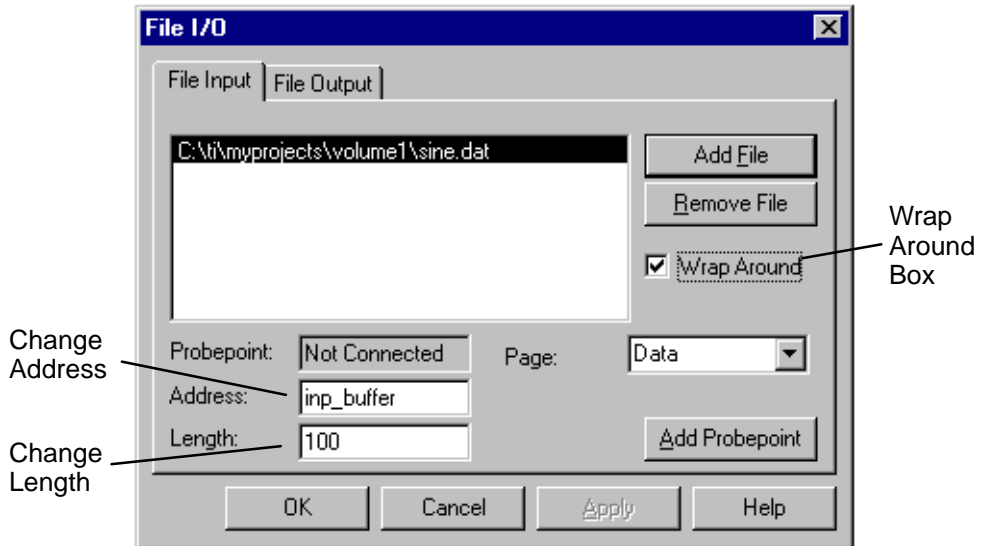 File I/O
File Input
File Output
C:\ti\myprojects\volume1\sine.dat
Add File
Remove File
Wrap Around
Wrap
Around
Box
Change
Address
Probepoint: Not Connected
Page: Data
Address: inp_buffer
Change
Length
Length: 100
Add Probepoint
OK Cancel Apply Help